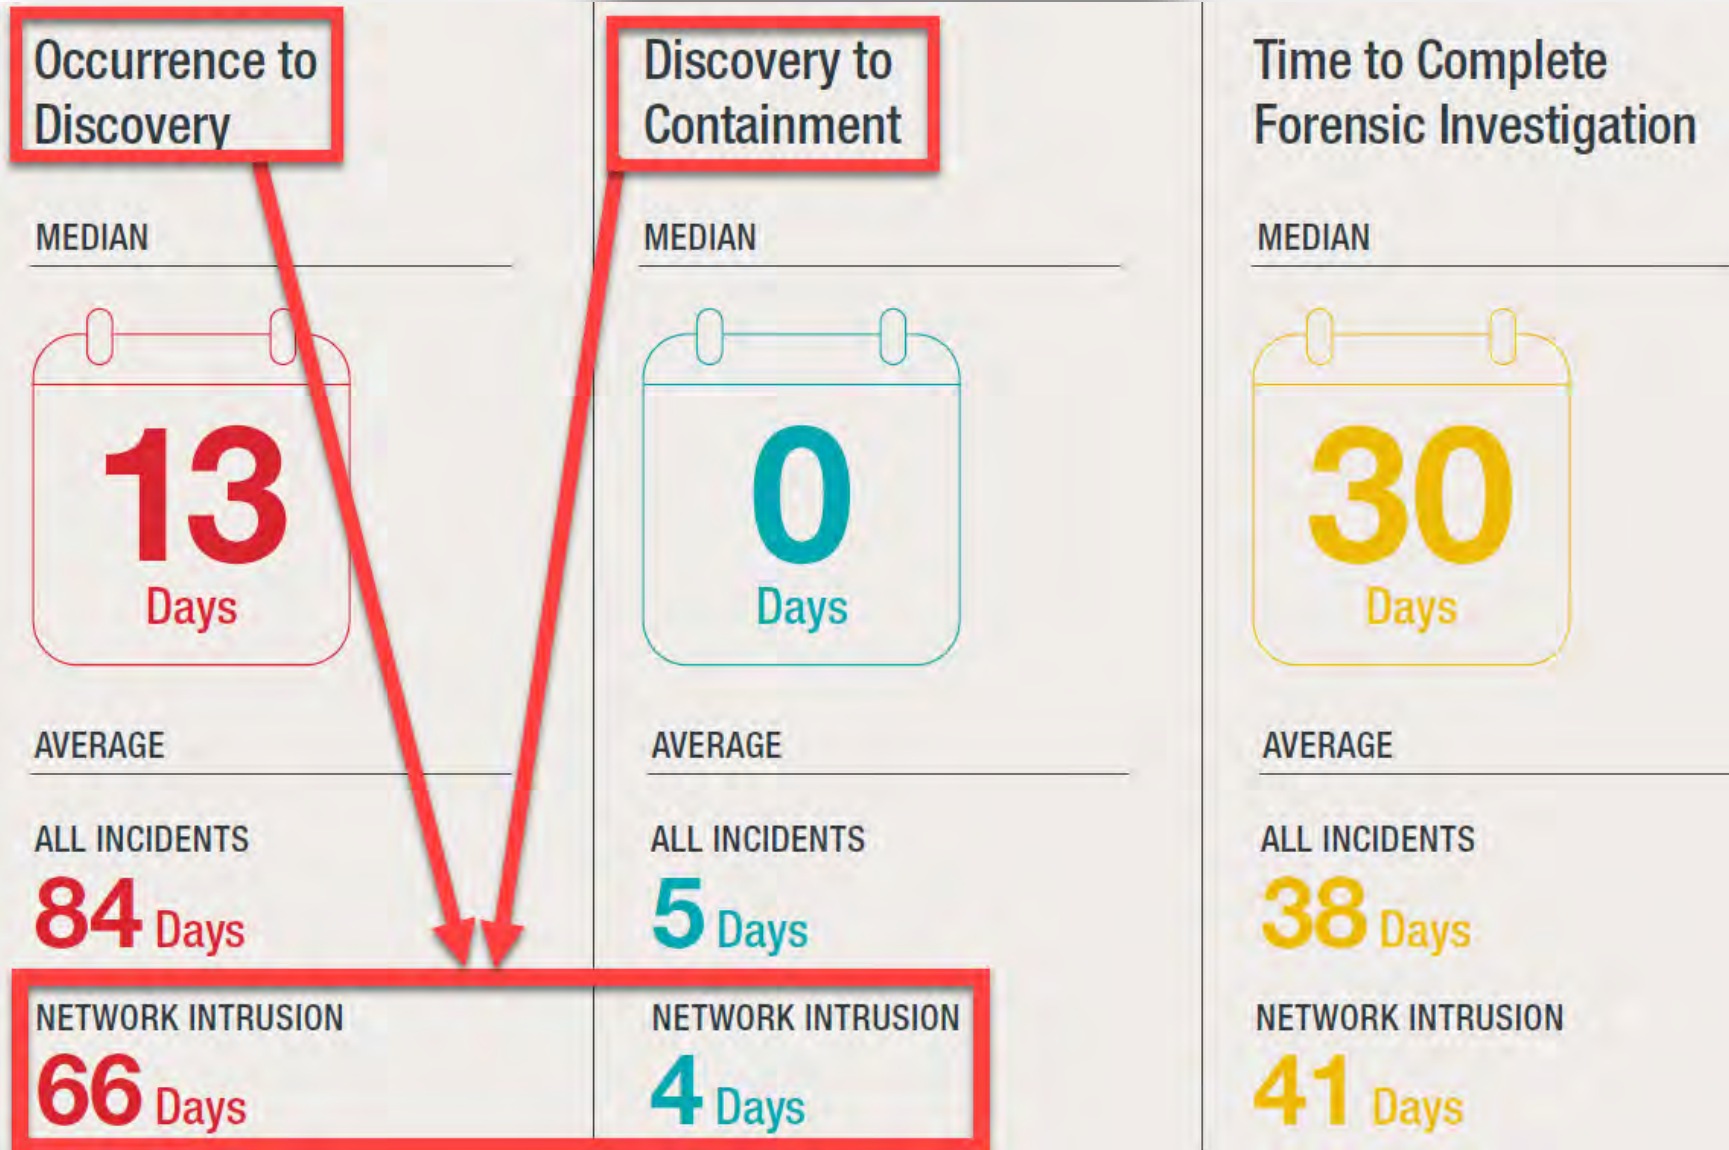 Occurrence to
Discovery
MEDIAN
13
Days
AVERAGE
ALL INCIDENTS
84 Days
NETWORK INTRUSION
66 Days
Discovery to
Containment
MEDIAN
0
Days
AVERAGE
ALL INCIDENTS
5 Days
NETWORK INTRUSION
4 Days
Time to Complete
Forensic Investigation
MEDIAN
30
Days
AVERAGE
ALL INCIDENTS
38 Days
NETWORK INTRUSION
41 Days